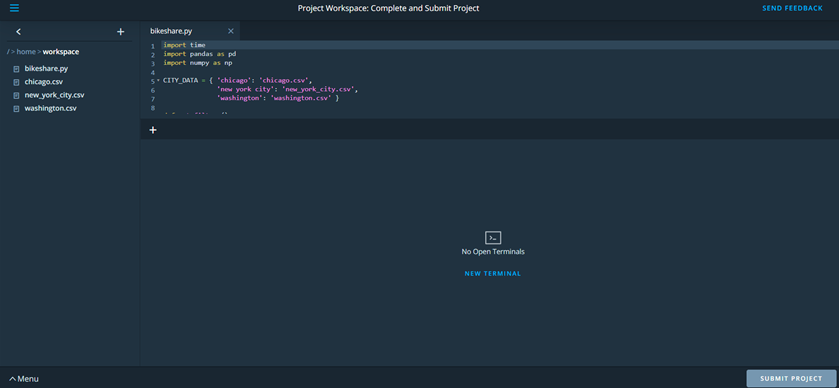 Project Workspace: Complete and Submit Project
SEND FEEDBACK
/ > home > workspace
bikeshare.py
chicago.csv
new_york_city.csv
washington.csv
bikeshare.py
1 import time
2 import pandas as pd
3 import numpy as np
4
5 CITY_DATA = { 'chicago': 'chicago.csv',
6 'new york city': 'new_york_city.csv',
7 'washington': 'washington.csv' }
8
No Open Terminals
NEW TERMINAL
Menu
SUBMIT PROJECT